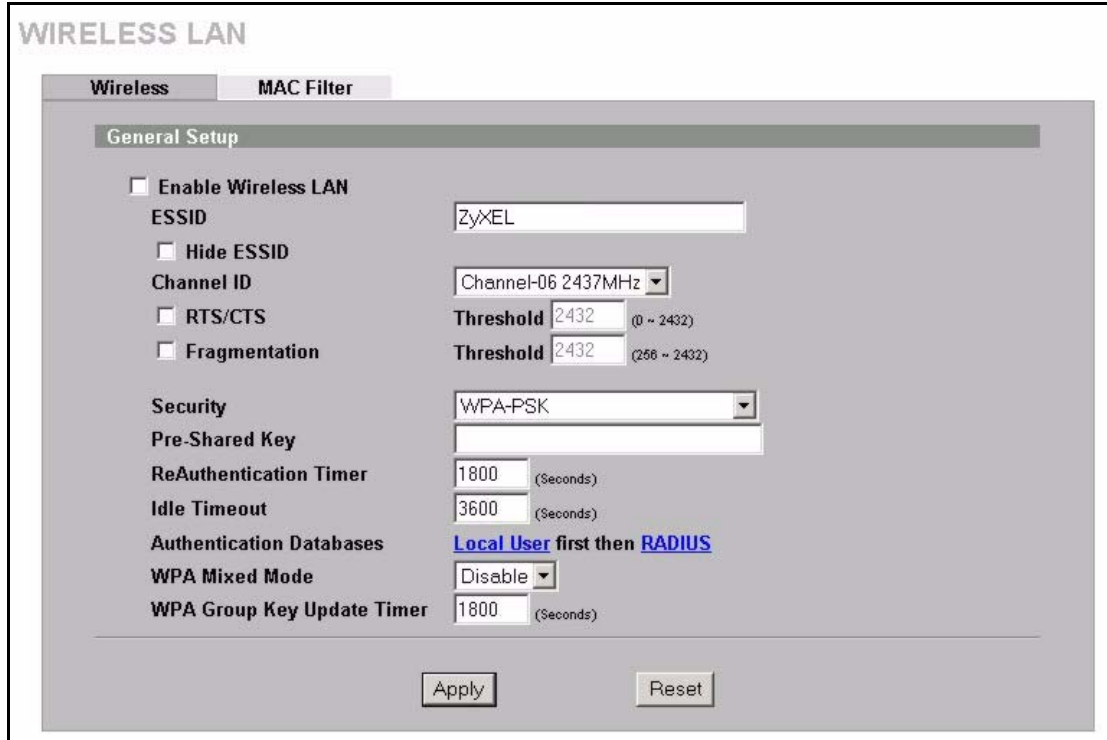 WIRELESS LAN
Wireless MAC Filter
General Setup
Enable Wireless LAN
ESSID ZyXEL
Hide ESSID
Channel ID Channel-06 2437MHz
RTS/CTS Threshold 2432 (0 ~ 2432)
Fragmentation Threshold 2432 (256 ~ 2432)
Security WPA-PSK
Pre-Shared Key
ReAuthentication Timer 1800 (Seconds)
Idle Timeout 3600 (Seconds)
Authentication Databases Local User first then RADIUS
WPA Mixed Mode Disable
WPA Group Key Update Timer 1800 (Seconds)
Apply Reset